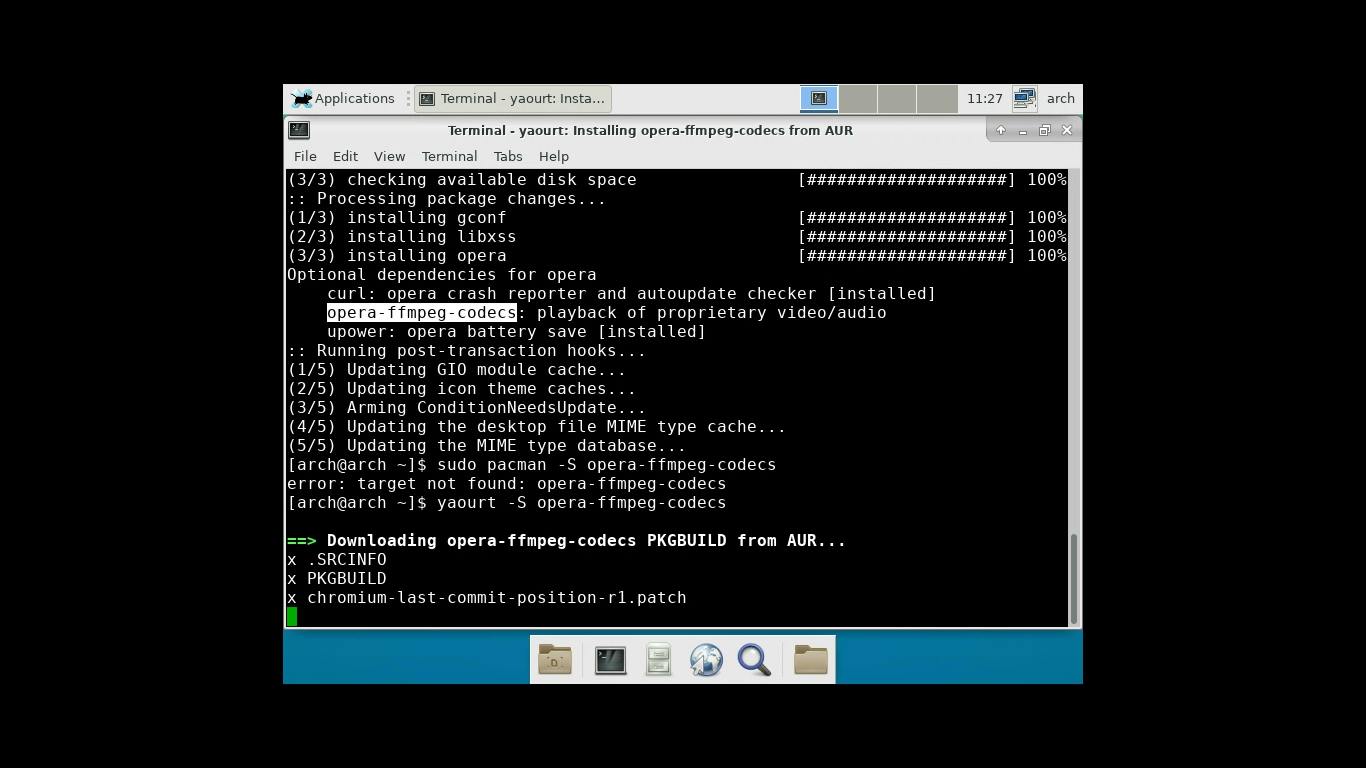 Applications
Terminal - yaourt: Insta...
11:27
arch
Terminal - yaourt: Installing opera-ffmpeg-codecs from AUR
File Edit View Terminal Tabs Help
(3/3) checking available disk space [####################] 100%
:: Processing package changes...
(1/3) installing gconf [####################] 100%
(2/3) installing libxss [####################] 100%
(3/3) installing opera [####################] 100%
Optional dependencies for opera
curl: opera crash reporter and autoupdate checker [installed]
opera-ffmpeg-codecs: playback of proprietary video/audio
upower: opera battery save [installed]
:: Running post-transaction hooks...
(1/5) Updating GIO module cache...
(2/5) Updating icon theme caches...
(3/5) Arming ConditionNeedsUpdate...
(4/5) Updating the desktop file MIME type cache...
(5/5) Updating the MIME type database...
[arch@arch ~]$ sudo pacman -S opera-ffmpeg-codecs
error: target not found: opera-ffmpeg-codecs
[arch@arch ~]$ yaourt -S opera-ffmpeg-codecs
==> Downloading opera-ffmpeg-codecs PKGBUILD from AUR...
x .SRCINFO
x PKGBUILD
x chromium-last-commit-position-r1.patch